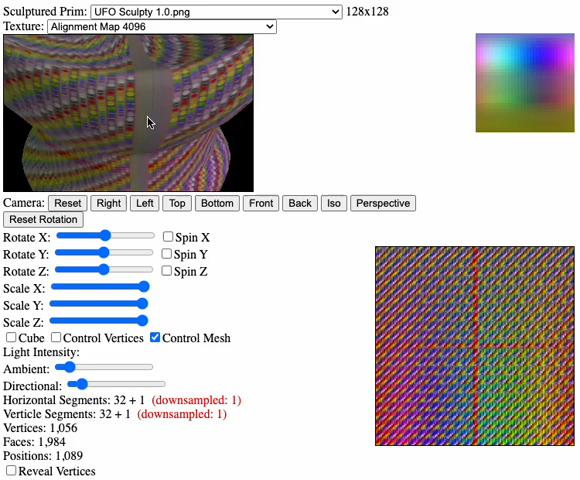 Sculptured Prim: UFO Sculpty 1.0.png 128x128
Texture: Alignment Map 4096
Camera: Reset Right Left Top Bottom Front Back Iso Perspective
Reset Rotation
Rotate X: Spin X
Rotate Y: Spin Y
Rotate Z: Spin Z
Scale X:
Scale Y:
Scale Z:
Cube Control Vertices Control Mesh
Light Intensity:
Ambient:
Directional:
Horizontal Segments: 32 + 1 (downsampled: 1)
Verticle Segments: 32 + 1 (downsampled: 1)
Vertices: 1,056
Faces: 1,984
Positions: 1,089
Reveal Vertices